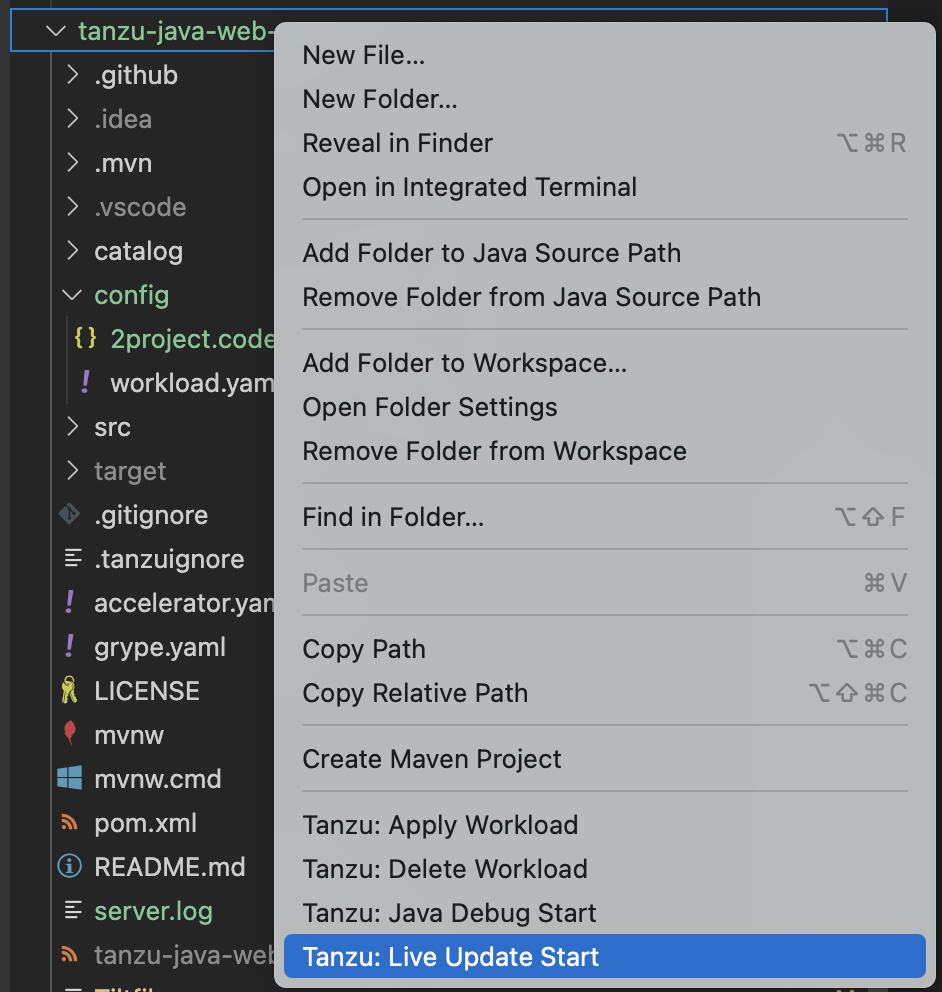 tanzu-java-web-
.github
.idea
.mvn
.vscode
catalog
config
{} 2project.code
! workload.yam
src
target
.gitignore
.tanzuignore
! accelerator.yam
! grype.yaml
LICENSE
mvnw
mvnw.cmd
pom.xml
README.md
server.log
tanzu-java-web
New File...
New Folder...
Reveal in Finder ⌥⌘R
Open in Integrated Terminal
Add Folder to Java Source Path
Remove Folder from Java Source Path
Add Folder to Workspace...
Open Folder Settings
Remove Folder from Workspace
Find in Folder... ⌥⇧F
Paste ⌘V
Copy Path ⌥⌘C
Copy Relative Path ⌥⇧⌘C
Create Maven Project
Tanzu: Apply Workload
Tanzu: Delete Workload
Tanzu: Java Debug Start
Tanzu: Live Update Start